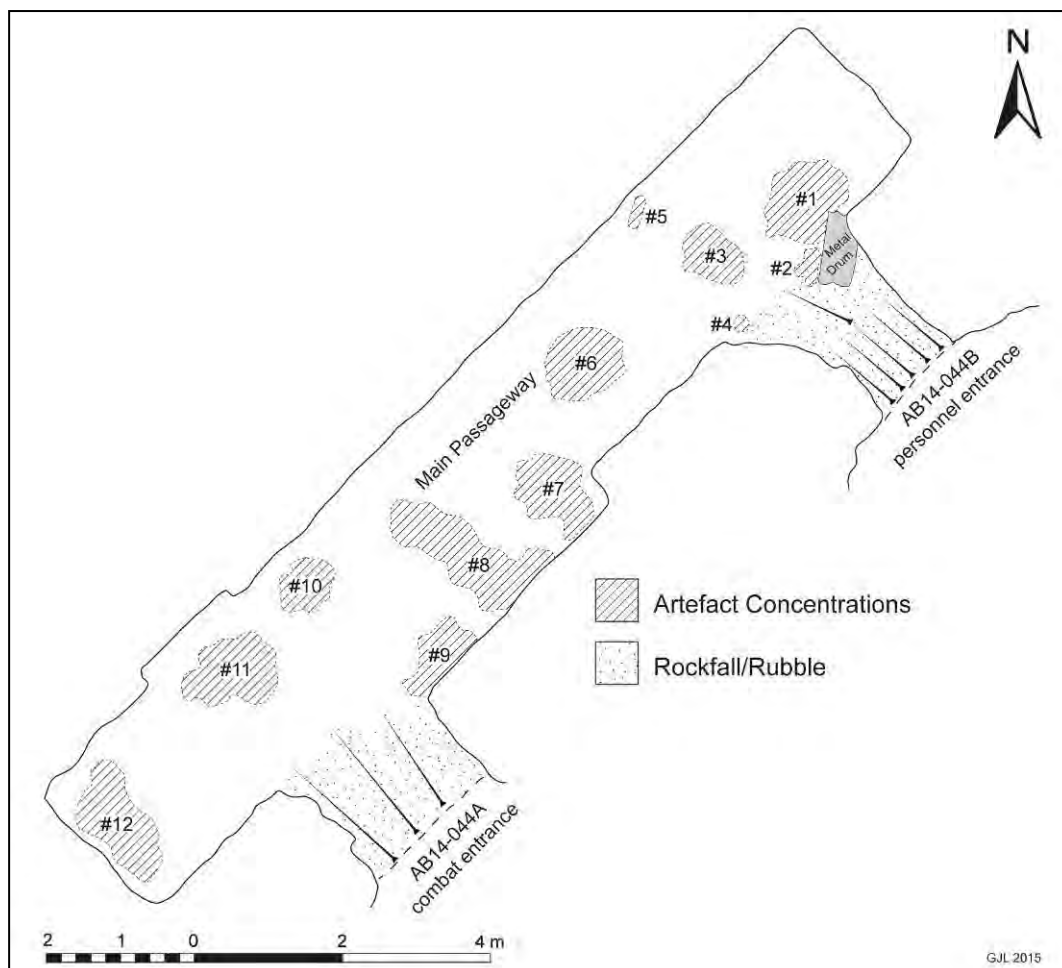 N
#1
#5
#3
#2
Metal
Drum
#4
#6
AB14-044B
personnel entrance
Main Passageway
#7
#8
#10
Artefact Concentrations
#9
#11
Rockfall/Rubble
#12
AB14-044A
combat entrance
2 1 0 2 4 m
GJL 2015